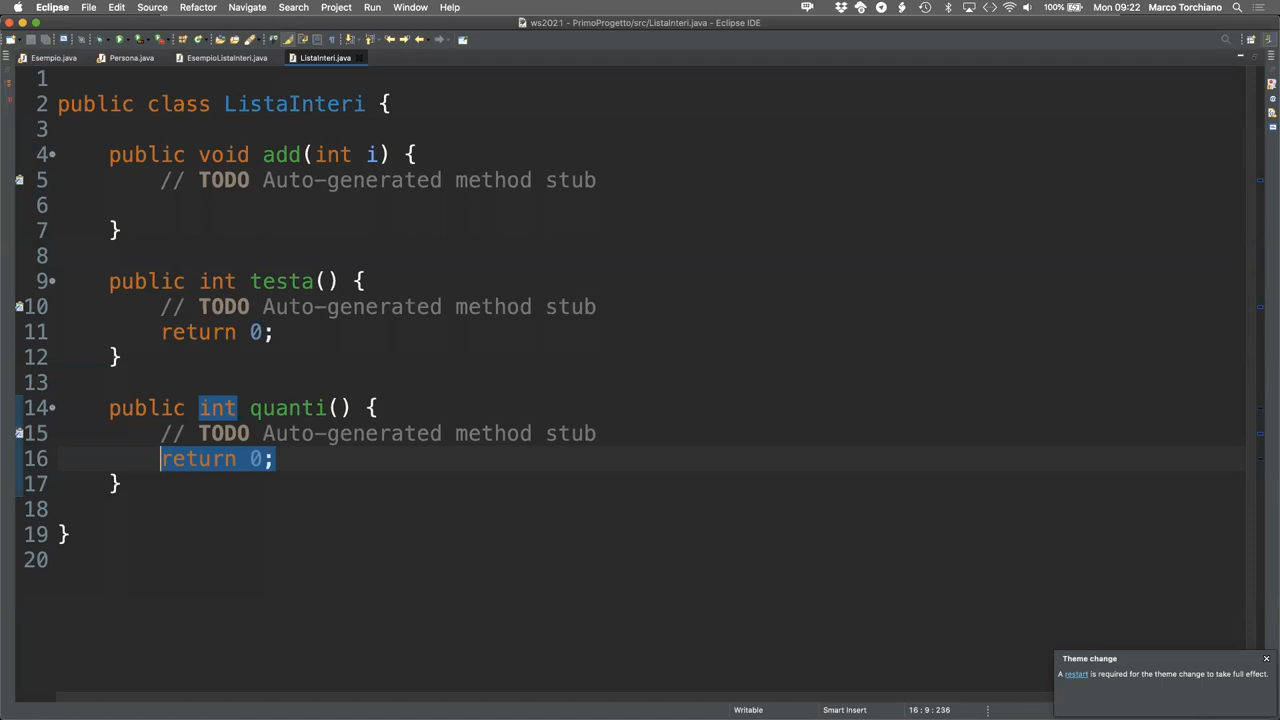 Eclipse File Edit Source Refactor Navigate Search Project Run Window Help 100% Marco Torchiano Mon 09:22
ws2021 - PrimoProgetto/src/ListaInteri.java - Eclipse IDE
Esempio.java Persona.java EsempioListaInteri.java ListaInteri.java
1
2 public class ListaInteri {
3
4 public void add(int i) {
5 // TODO Auto-generated method stub
6
7 }
8
9 public int testa() {
10 // TODO Auto-generated method stub
11 return 0;
12 }
13
14 public int quanti() {
15 // TODO Auto-generated method stub
16 return 0;
17 }
18
19 }
20
Theme change
A restart is required for the theme change to take full effect.
Writable Smart Insert 16 : 9 : 236